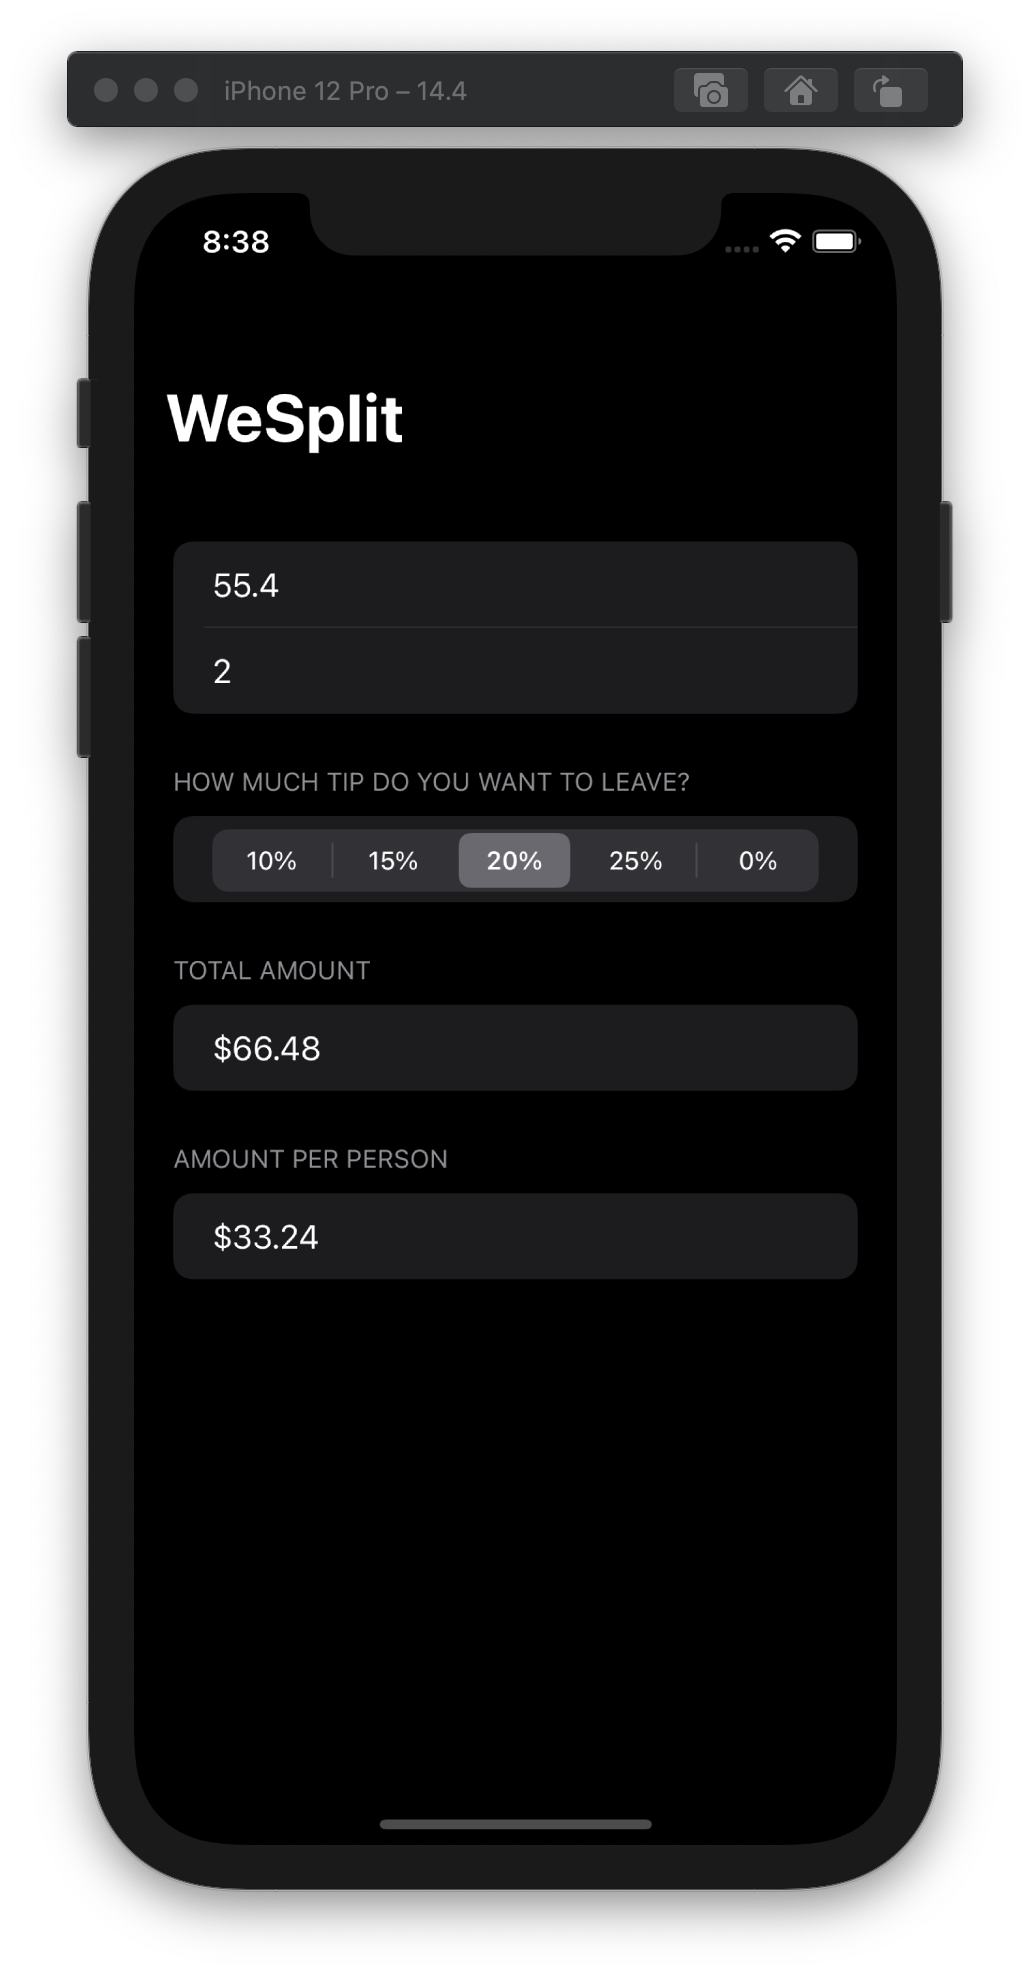 iPhone 12 Pro – 14.4
8:38
WeSplit
55.4
2
HOW MUCH TIP DO YOU WANT TO LEAVE?
10% 15% 20% 25% 0%
TOTAL AMOUNT
$66.48
AMOUNT PER PERSON
$33.24